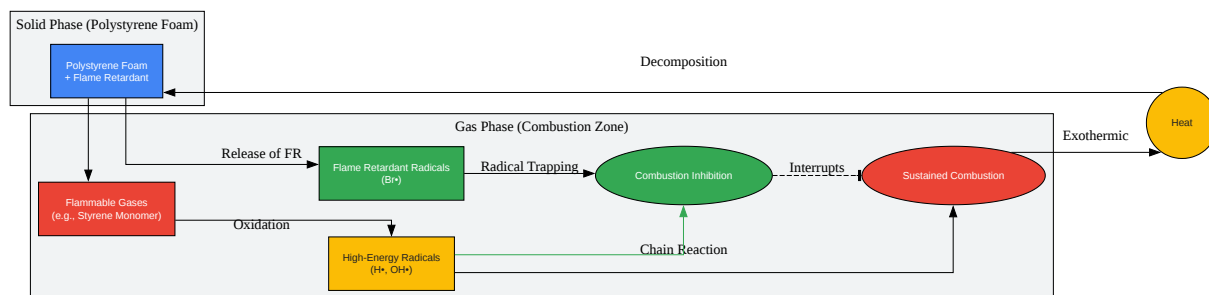 Solid Phase (Polystyrene Foam)
Polystyrene Foam
+ Flame Retardant
Decomposition
Heat
Gas Phase (Combustion Zone)
Exothermic
Release of FR
Flame Retardant Radicals
(Br•)
Radical Trapping
Combustion Inhibition
Interrupts
Sustained Combustion
Flammable Gases
(e.g., Styrene Monomer)
Oxidation
High-Energy Radicals
(H•, OH•)
Chain Reaction